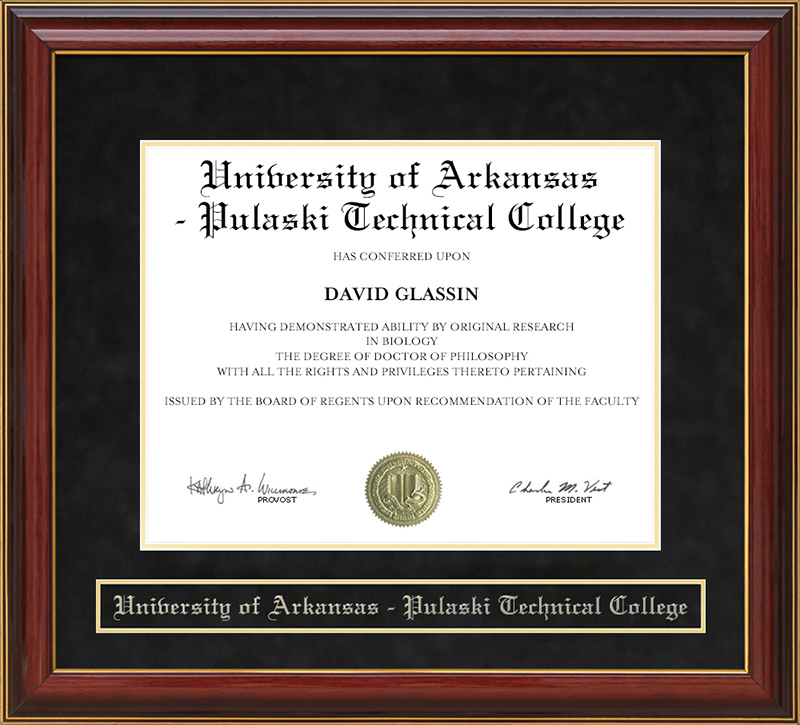 University of Arkansas
- Pulaski Technical College
HAS CONFERRED UPON
DAVID GLASSIN
HAVING DEMONSTRATED ABILITY BY ORIGINAL RESEARCH
IN BIOLOGY
THE DEGREE OF DOCTOR OF PHILOSOPHY
WITH ALL THE RIGHTS AND PRIVILEGES THERETO PERTAINING
ISSUED BY THE BOARD OF REGENTS UPON RECOMMENDATION OF THE FACULTY
Charles M. Vest
PROVOST
PRESIDENT
University of Arkansas - Pulaski Technical College